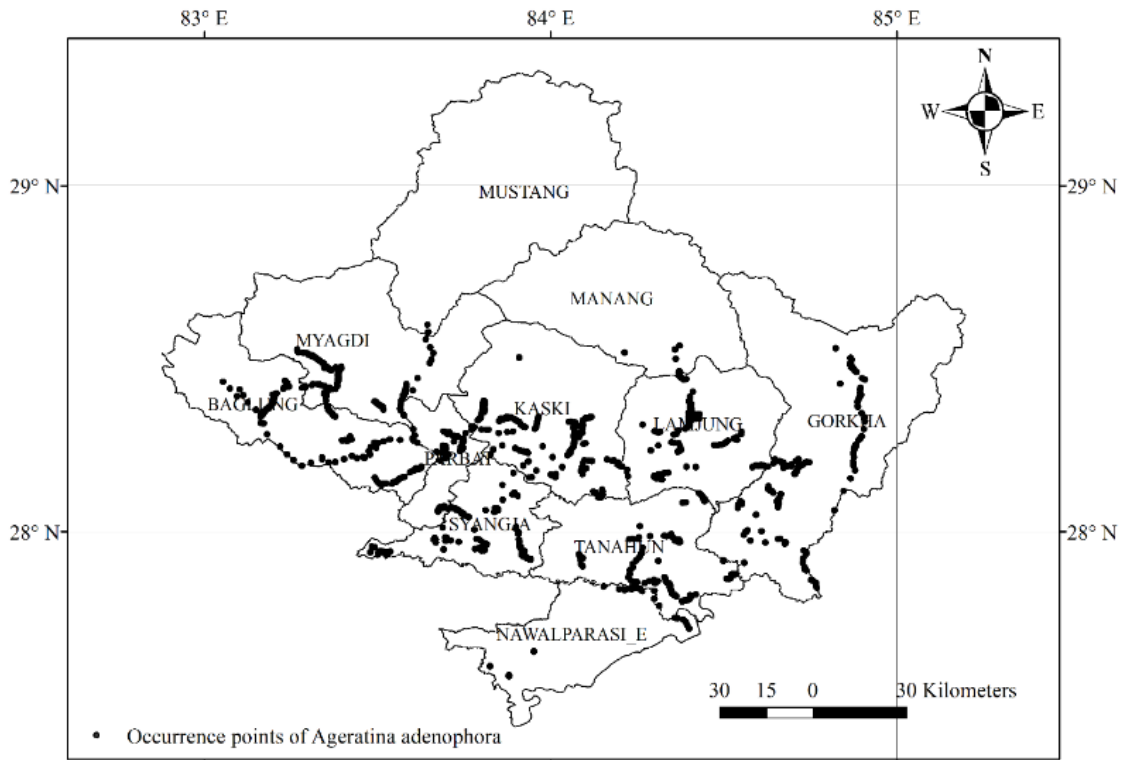 83° E 84° E 85° E
N
W E
S
29° N 29° N
MUSTANG
MANANG
MYAGDI
BAGLUNG KASKI LAMJUNG GORKHA
PARBAT
28° N SYANGJA 28° N
TANAHUN
NAWALPARASI_E
30 15 0 30 Kilometers
Occurrence points of Ageratina adenophora